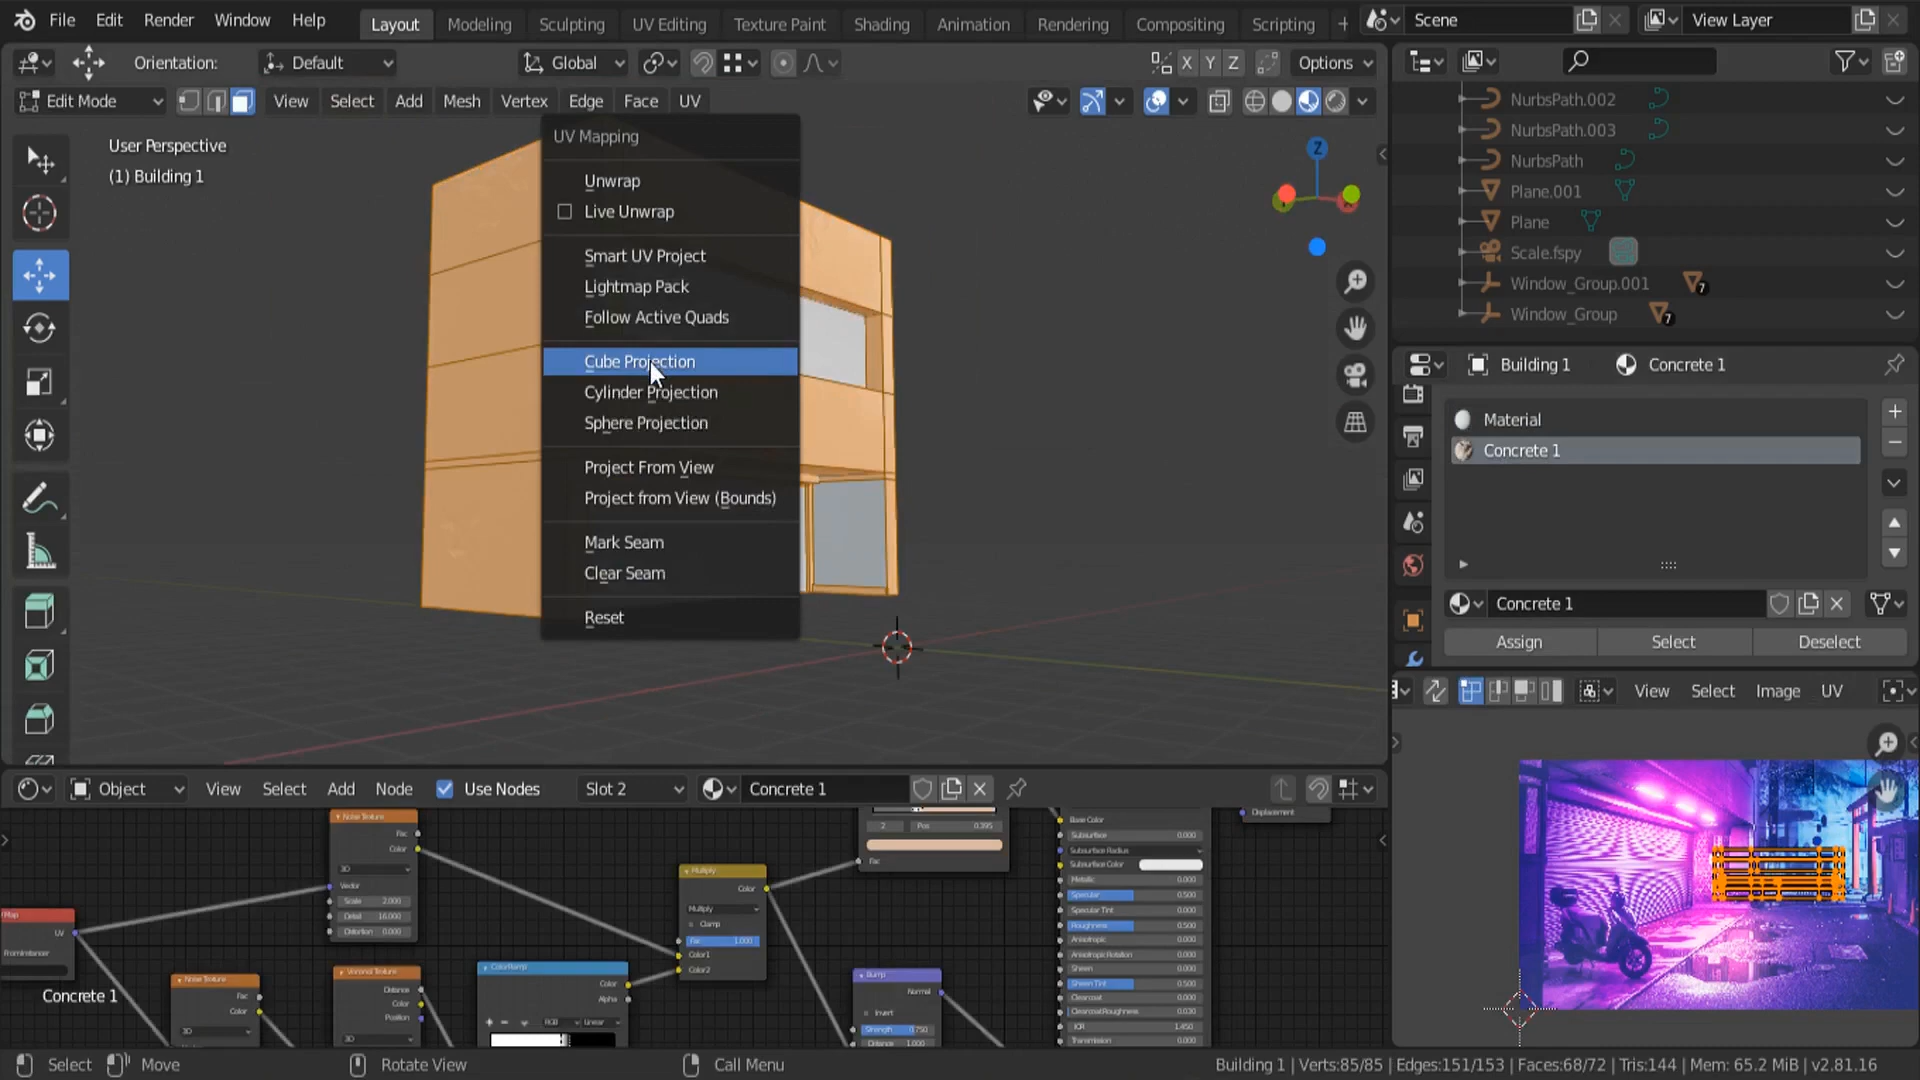 File Edit Render Window Help Layout Modeling Sculpting UV Editing Texture Paint Shading Animation Rendering Compositing Scripting + Scene View Layer
Orientation: Default Global X Y Z Options
Edit Mode View Select Add Mesh Vertex Edge Face UV
User Perspective
(1) Building 1
UV Mapping
Unwrap
Live Unwrap
Smart UV Project
Lightmap Pack
Follow Active Quads
Cube Projection
Cylinder Projection
Sphere Projection
Project From View
Project from View (Bounds)
Mark Seam
Clear Seam
Reset
Z
NurbsPath.002
NurbsPath.003
NurbsPath
Plane.001
Plane
Scale.fspy
Window_Group.001 7
Window_Group 7
Building 1 Concrete 1
Material
Concrete 1
Concrete 1
Assign Select Deselect
View Select Image UV
Object View Select Add Node Use Nodes Slot 2 Concrete 1
Noise Texture
Fac
Color
3D
Vector
Scale 2.000
Detail 16.000
Distortion 0.000
Map
UV
From Instancer
Concrete 1
Noise Texture
Fac
Color
3D
Voronoi Texture
Distance
Color
Position
3D
ColorRamp
Color
Alpha
RGB Linear
Multiply
Color
Multiply
Clamp
Fac 1.000
Color1
Color2
2 Pos 0.395
Fac
Bump
Normal
Invert
Strength 0.750
Distance 1.000
Base Color
Subsurface 0.000
Subsurface Radius
Subsurface Color
Metallic 0.000
Specular 0.500
Specular Tint 0.000
Roughness 0.500
Anisotropic 0.000
Anisotropic Rotation 0.000
Sheen 0.000
Sheen Tint 0.500
Clearcoat 0.000
Clearcoat Roughness 0.030
IOR 1.450
Transmission 0.000
Displacement
Select Move Rotate View Call Menu Building 1 | Verts:85/85 | Edges:151/153 | Faces:68/72 | Tris:144 | Mem: 65.2 MiB | v2.81.16